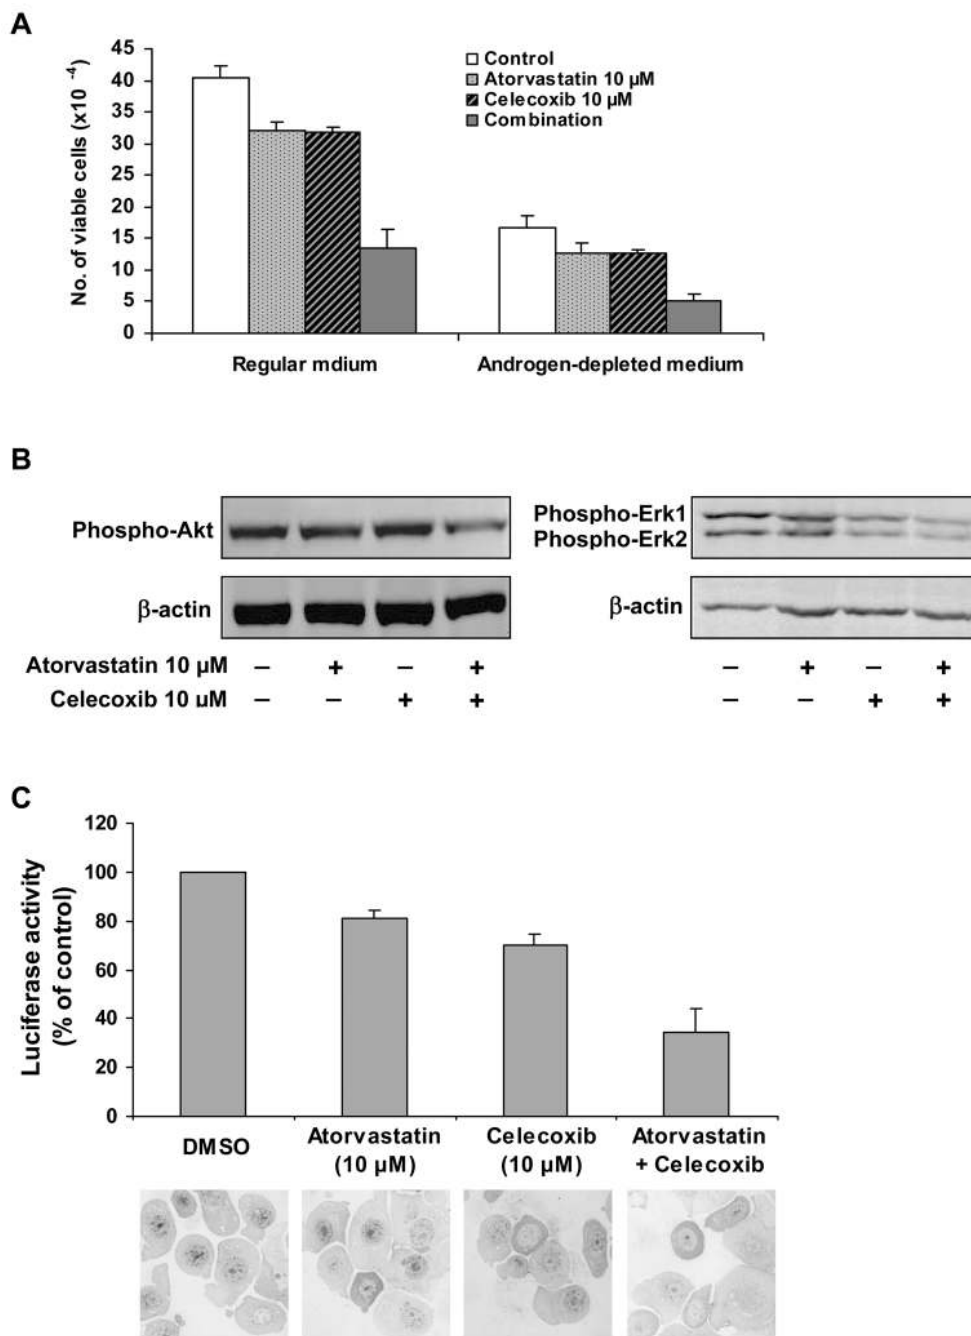 A
No. of viable cells (x10 -4)
45
40
35
30
25
20
15
10
5
0
Control
Atorvastatin 10 µM
Celecoxib 10 µM
Combination
Regular mdium
Androgen-depleted medium
B
Phospho-Akt
β-actin
Phospho-Erk1
Phospho-Erk2
β-actin
Atorvastatin 10 µM – + – + – + – +
Celecoxib 10 µM – – + + – – + +
C
Luciferase activity
(% of control)
120
100
80
60
40
20
0
DMSO
Atorvastatin
(10 µM)
Celecoxib
(10 µM)
Atorvastatin
+ Celecoxib